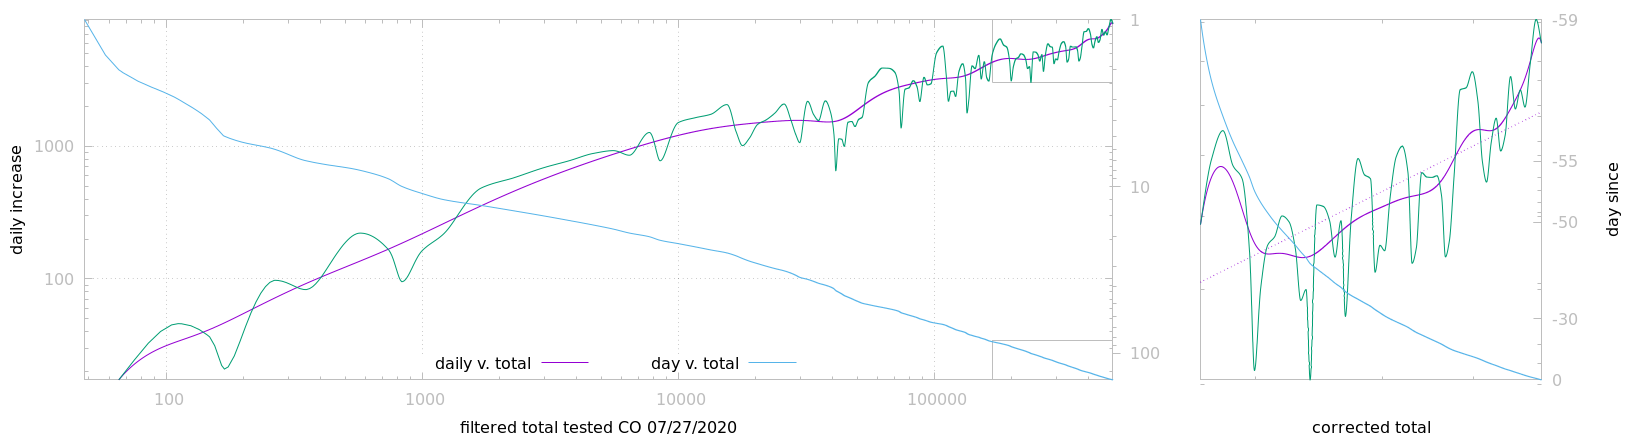 1
-59
1000
-55
daily increase
10
day since
-50
100
-30
daily v. total
day v. total
100
0
100
1000
10000
100000
filtered total tested CO 07/27/2020
corrected total